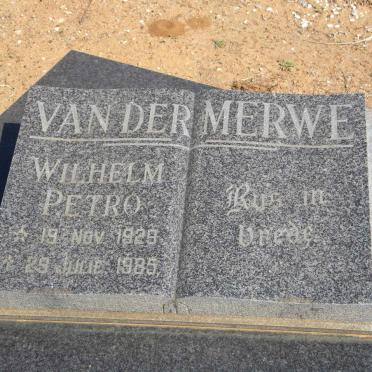 VAN DER MERWE
WILHELM
PETRO
* 19 NOV. 1929
† 29 JULIE 1985
Rus in
Vrede